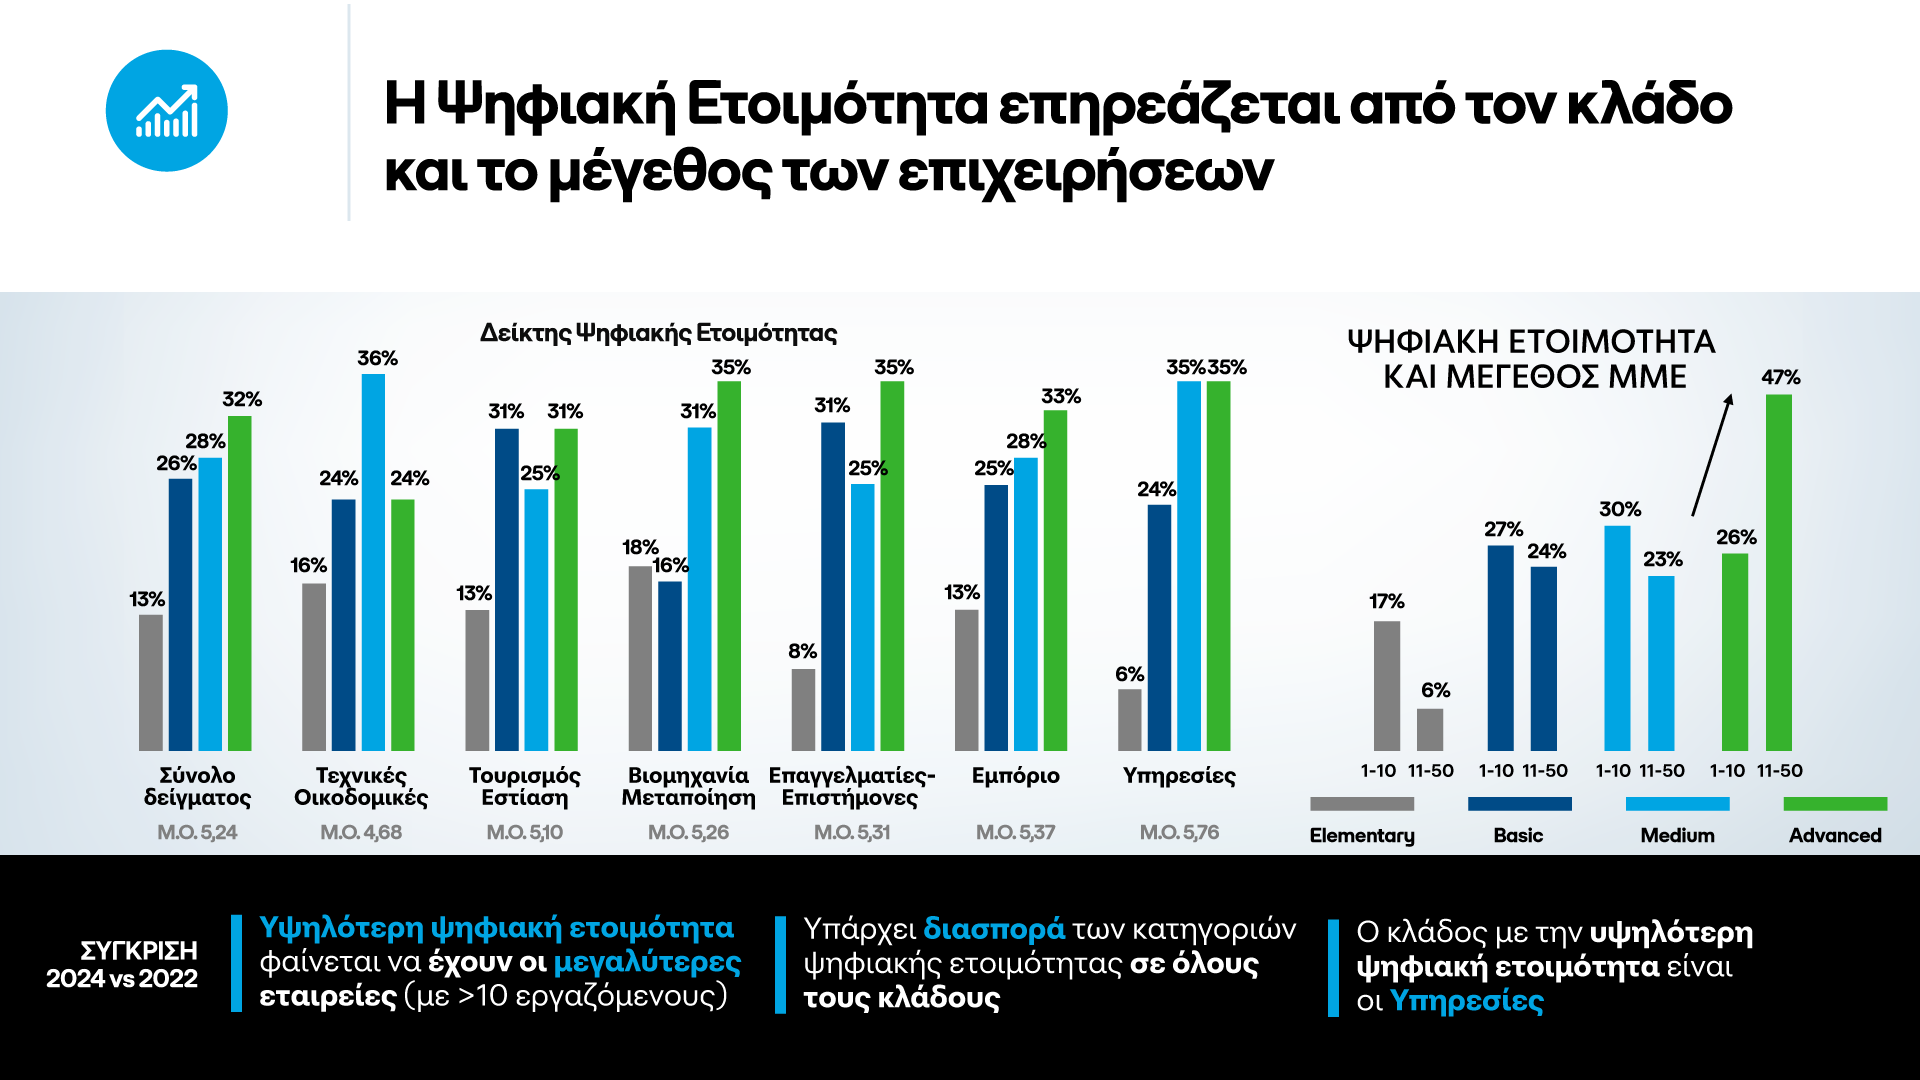 Η Ψηφιακή Ετοιμότητα επηρεάζεται από τον κλάδο
και το μέγεθος των επιχειρήσεων
Δείκτης Ψηφιακής Ετοιμότητας
13% 26% 28% 32%
16% 24% 36% 24%
13% 31% 25% 31%
18% 16% 31% 35%
8% 31% 25% 35%
13% 25% 28% 33%
6% 24% 35% 35%
Σύνολο
δείγματος
Μ.Ο. 5,24
Τεχνικές
Οικοδομικές
Μ.Ο. 4,68
Τουρισμός
Εστίαση
Μ.Ο. 5,10
Βιομηχανία
Μεταποίηση
Μ.Ο. 5,26
Επαγγελματίες-
Επιστήμονες
Μ.Ο. 5,31
Εμπόριο
Μ.Ο. 5,37
Υπηρεσίες
Μ.Ο. 5,76
ΨΗΦΙΑΚΗ ΕΤΟΙΜΟΤΗΤΑ
ΚΑΙ ΜΕΓΕΘΟΣ ΜΜΕ
17% 6% 27% 24% 30% 23% 26% 47%
1-10 11-50 1-10 11-50 1-10 11-50 1-10 11-50
Elementary Basic Medium Advanced
ΣΥΓΚΡΙΣΗ
2024 vs 2022
Υψηλότερη ψηφιακή ετοιμότητα
φαίνεται να έχουν οι μεγαλύτερες
εταιρείες (με >10 εργαζόμενους)
Υπάρχει διασπορά των κατηγοριών
ψηφιακής ετοιμότητας σε όλους
τους κλάδους
Ο κλάδος με την υψηλότερη
ψηφιακή ετοιμότητα είναι
οι Υπηρεσίες